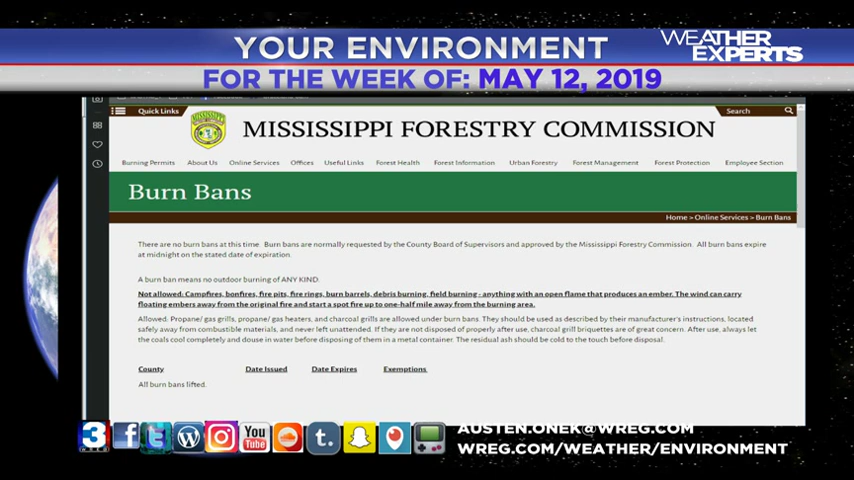 YOUR ENVIRONMENT
WEATHER
EXPERTS
FOR THE WEEK OF: MAY 12, 2019
Quick Links
Search
MISSISSIPPI
MISSISSIPPI FORESTRY COMMISSION
Burning Permits About Us Online Services Offices Useful Links Forest Health Forest Information Urban Forestry Forest Management Forest Protection Employee Section
Burn Bans
Home > Online Services > Burn Bans
There are no burn bans at this time. Burn bans are normally requested by the County Board of Supervisors and approved by the Mississippi Forestry Commission. All burn bans expire
at midnight on the stated date of expiration.
A burn ban means no outdoor burning of ANY KIND.
Not allowed: Campfires, bonfires, fire pits, fire rings, burn barrels, debris burning, field burning - anything with an open flame that produces an ember. The wind can carry
floating embers away from the original fire and start a spot fire up to one-half mile away from the burning area.
Allowed: Propane/ gas grills, propane/ gas heaters, and charcoal grills are allowed under burn bans. They should be used as described by their manufacturer's instructions, located
safely away from combustible materials, and never left unattended. If they are not disposed of properly after use, charcoal grill briquettes are of great concern. After use, always let
the coals cool completely and douse in water before disposing of them in a metal container. The residual ash should be cold to the touch before disposal.
County Date Issued Date Expires Exemptions
All burn bans lifted.
3
WREG
You
Tube
t.
AUSTEN.ONEK@WREG.COM
WREG.COM/WEATHER/ENVIRONMENT